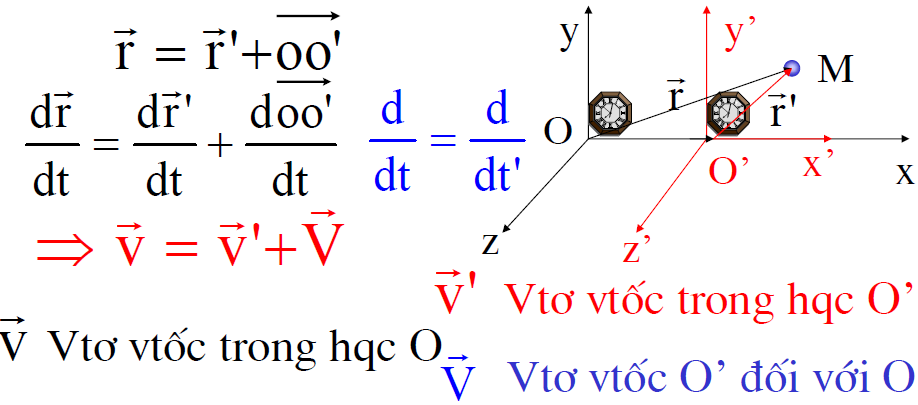 r⃗ = r⃗'+oo'⃗
dr⃗/dt = dr⃗'/dt + doo'⃗/dt
d/dt = d/dt'
⇒ v⃗ = v⃗'+V⃗
y
y’
M
r⃗
r⃗'
O
O’
x’
x
z
z’
v⃗' Vtơ vtốc trong hqc O’
v⃗ Vtơ vtốc trong hqc O
V⃗ Vtơ vtốc O’ đối với O